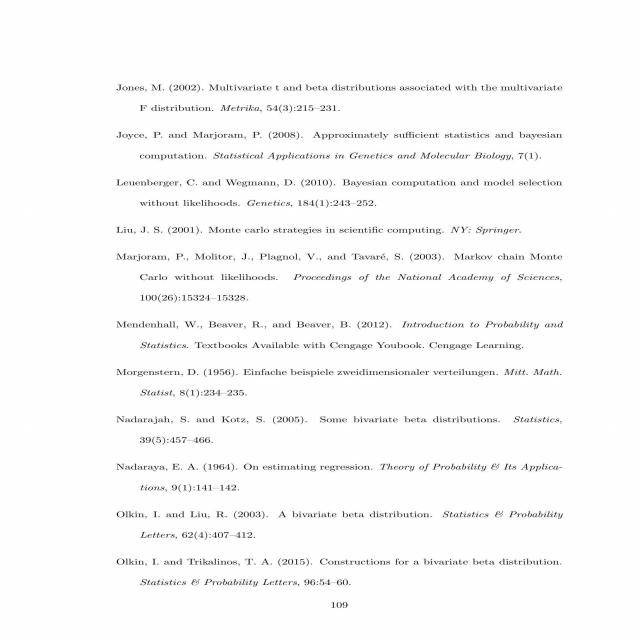 Jones, M. (2002). Multivariate t and beta distributions associated with the multivariate
F distribution. Metrika, 54(3):215–231.
Joyce, P. and Marjoram, P. (2008). Approximately sufficient statistics and bayesian
computation. Statistical Applications in Genetics and Molecular Biology, 7(1).
Leuenberger, C. and Wegmann, D. (2010). Bayesian computation and model selection
without likelihoods. Genetics, 184(1):243–252.
Liu, J. S. (2001). Monte carlo strategies in scientific computing. NY: Springer.
Marjoram, P., Molitor, J., Plagnol, V., and Tavaré, S. (2003). Markov chain Monte
Carlo without likelihoods. Proceedings of the National Academy of Sciences,
100(26):15324–15328.
Mendenhall, W., Beaver, R., and Beaver, B. (2012). Introduction to Probability and
Statistics. Textbooks Available with Cengage Youbook. Cengage Learning.
Morgenstern, D. (1956). Einfache beispiele zweidimensionaler verteilungen. Mitt. Math.
Statist, 8(1):234–235.
Nadarajah, S. and Kotz, S. (2005). Some bivariate beta distributions. Statistics,
39(5):457–466.
Nadaraya, E. A. (1964). On estimating regression. Theory of Probability & Its Applica-
tions, 9(1):141–142.
Olkin, I. and Liu, R. (2003). A bivariate beta distribution. Statistics & Probability
Letters, 62(4):407–412.
Olkin, I. and Trikalinos, T. A. (2015). Constructions for a bivariate beta distribution.
Statistics & Probability Letters, 96:54–60.
109